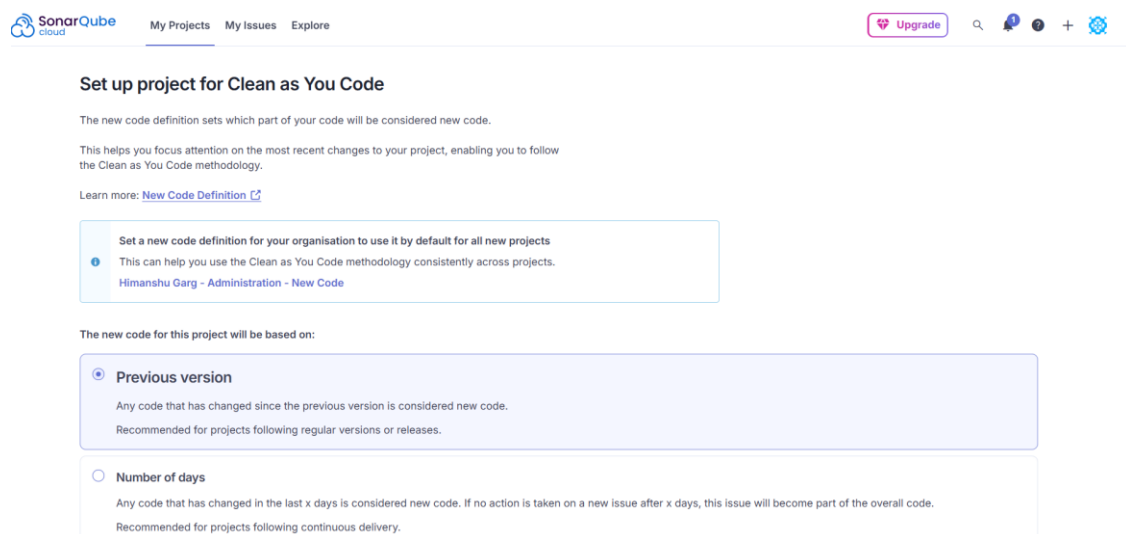 SonarQube
cloud
My Projects My Issues Explore
Upgrade
1
Set up project for Clean as You Code
The new code definition sets which part of your code will be considered new code.
This helps you focus attention on the most recent changes to your project, enabling you to follow
the Clean as You Code methodology.
Learn more: New Code Definition
Set a new code definition for your organisation to use it by default for all new projects
This can help you use the Clean as You Code methodology consistently across projects.
Himanshu Garg - Administration - New Code
The new code for this project will be based on:
Previous version
Any code that has changed since the previous version is considered new code.
Recommended for projects following regular versions or releases.
Number of days
Any code that has changed in the last x days is considered new code. If no action is taken on a new issue after x days, this issue will become part of the overall code.
Recommended for projects following continuous delivery.